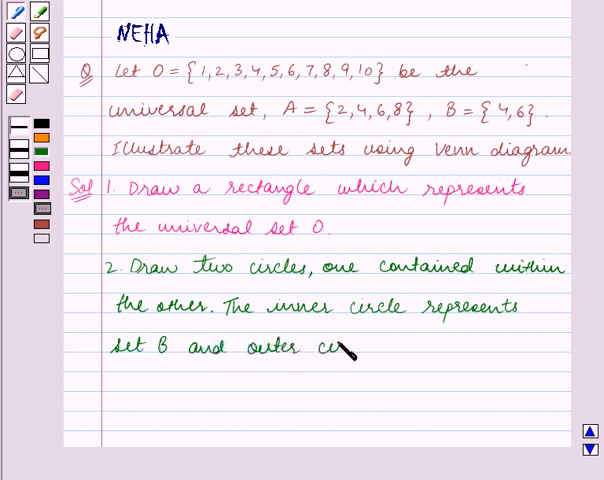 NEHA
Q Let O = {1,2,3,4,5,6,7,8,9,10} be the
universal set, A = {2,4,6,8}, B = {4,6}.
Illustrate these sets using Venn diagram
Sol 1. Draw a rectangle which represents
the universal set O.
2. Draw two circles, one contained within
the other. The inner circle represents
set B and outer cir